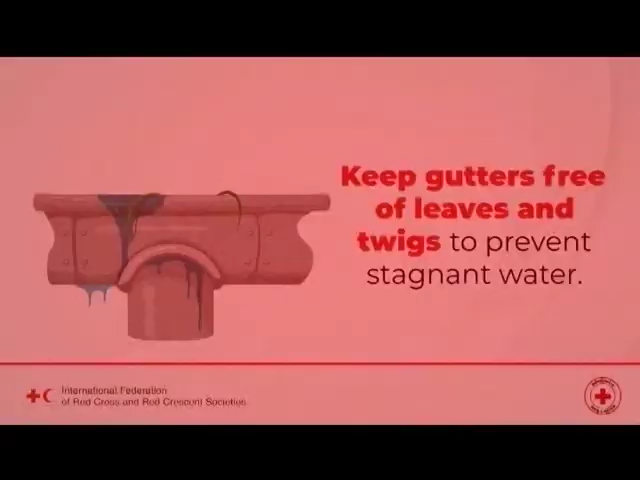 Keep gutters free
of leaves and
twigs to prevent
stagnant water.
International Federation
of Red Cross and Red Crescent Societies